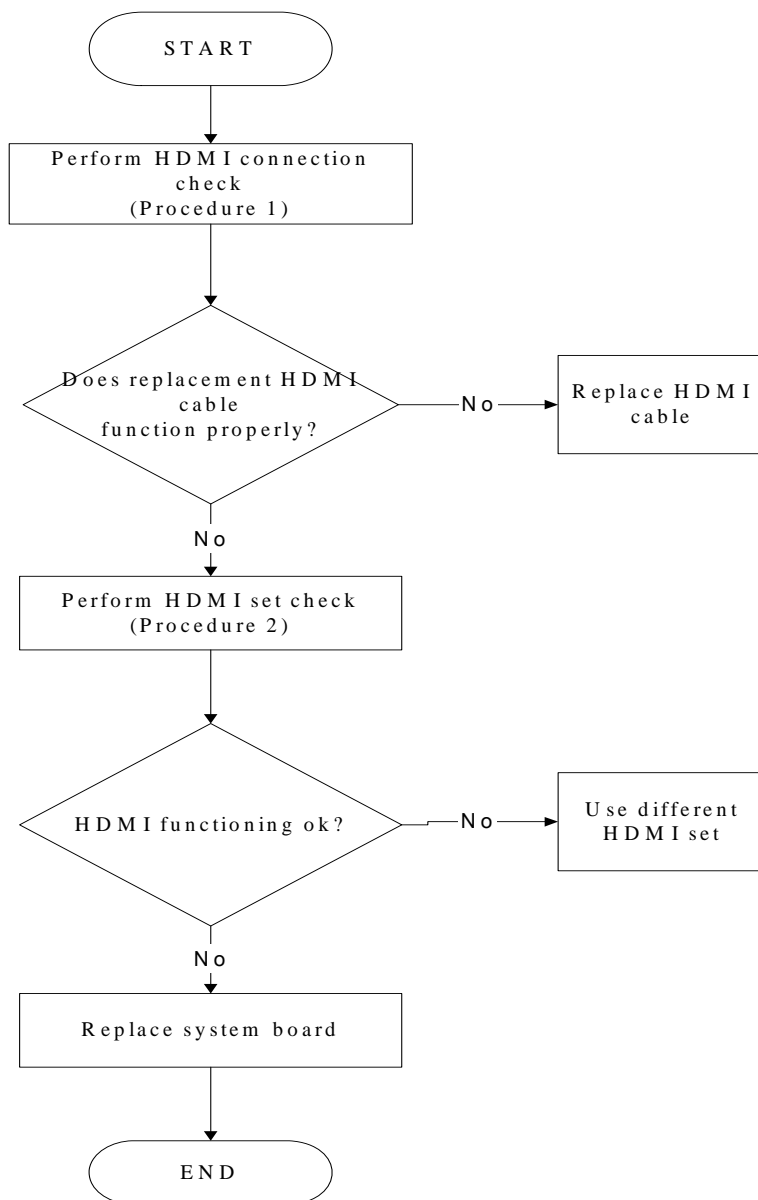 START
Perform HDMI connection
check
(Procedure 1)
Does replacement HDMI
cable
function properly?
No
Replace HDMI
cable
No
Perform HDMI set check
(Procedure 2)
HDMI functioning ok?
No
Use different
HDMI set
No
Replace system board
END